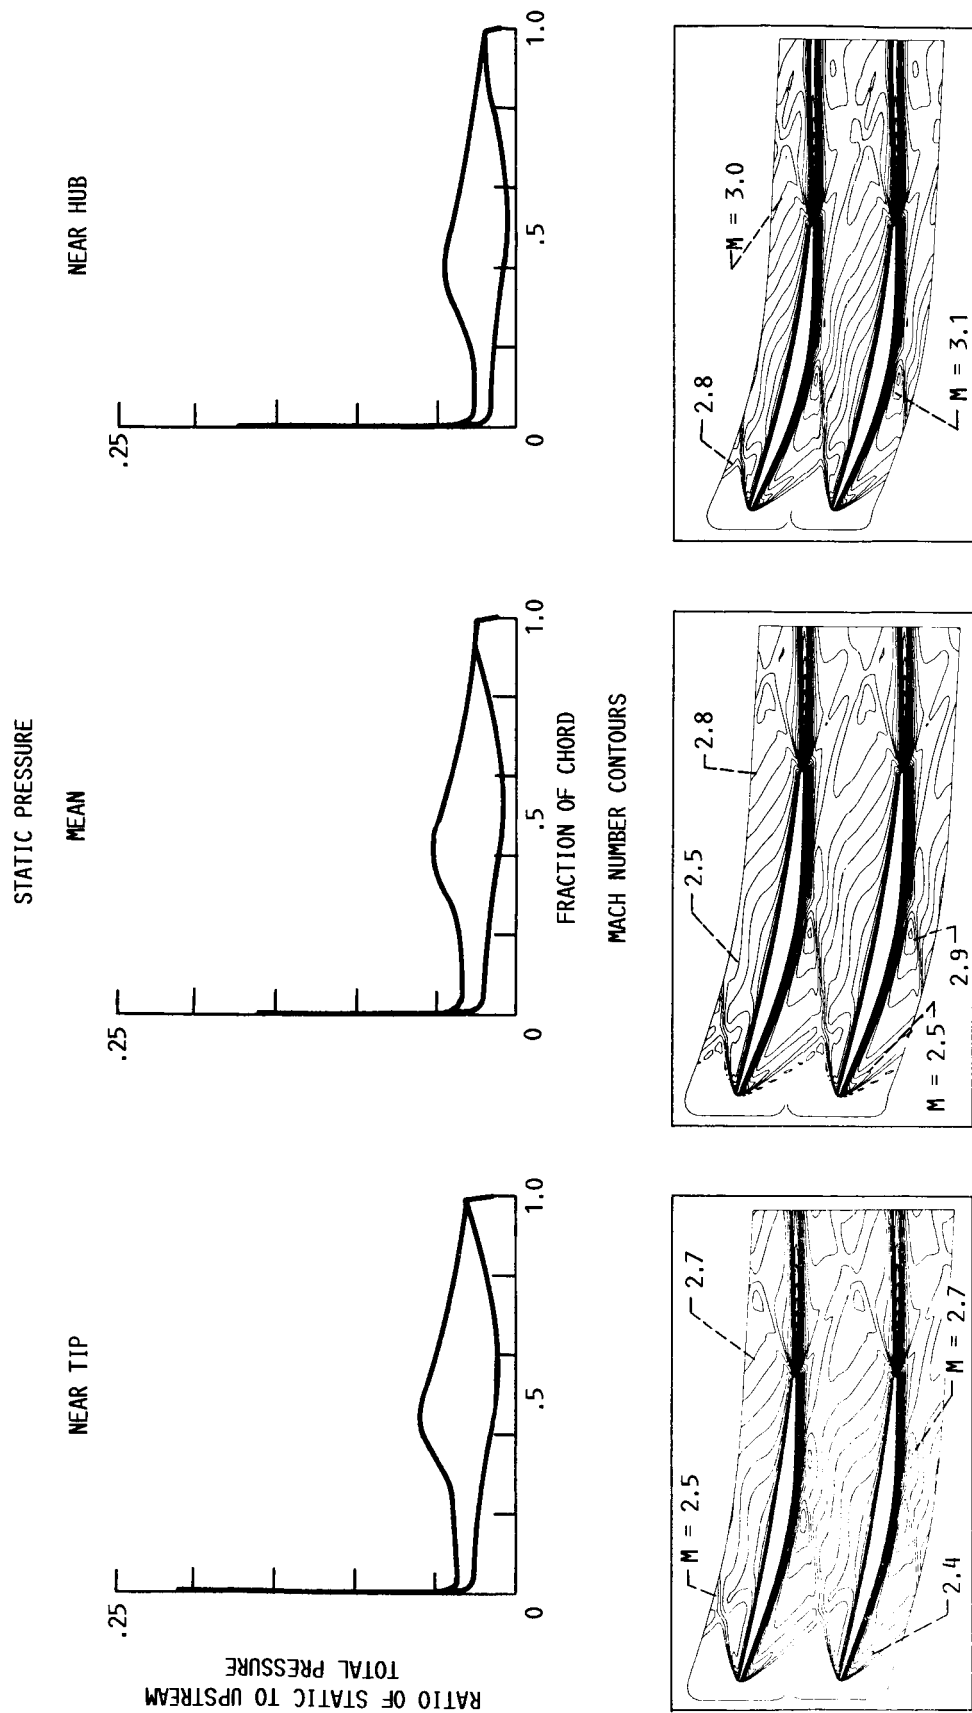 STATIC PRESSURE
NEAR TIP
MEAN
NEAR HUB
RATIO OF STATIC TO UPSTREAM
TOTAL PRESSURE
.25
0
.5
1.0
.25
0
.5
1.0
.25
0
.5
1.0
FRACTION OF CHORD
MACH NUMBER CONTOURS
M = 2.5
2.7
2.4
M = 2.7
2.5
2.8
M = 2.5
2.9
2.8
M = 3.0
M = 3.1